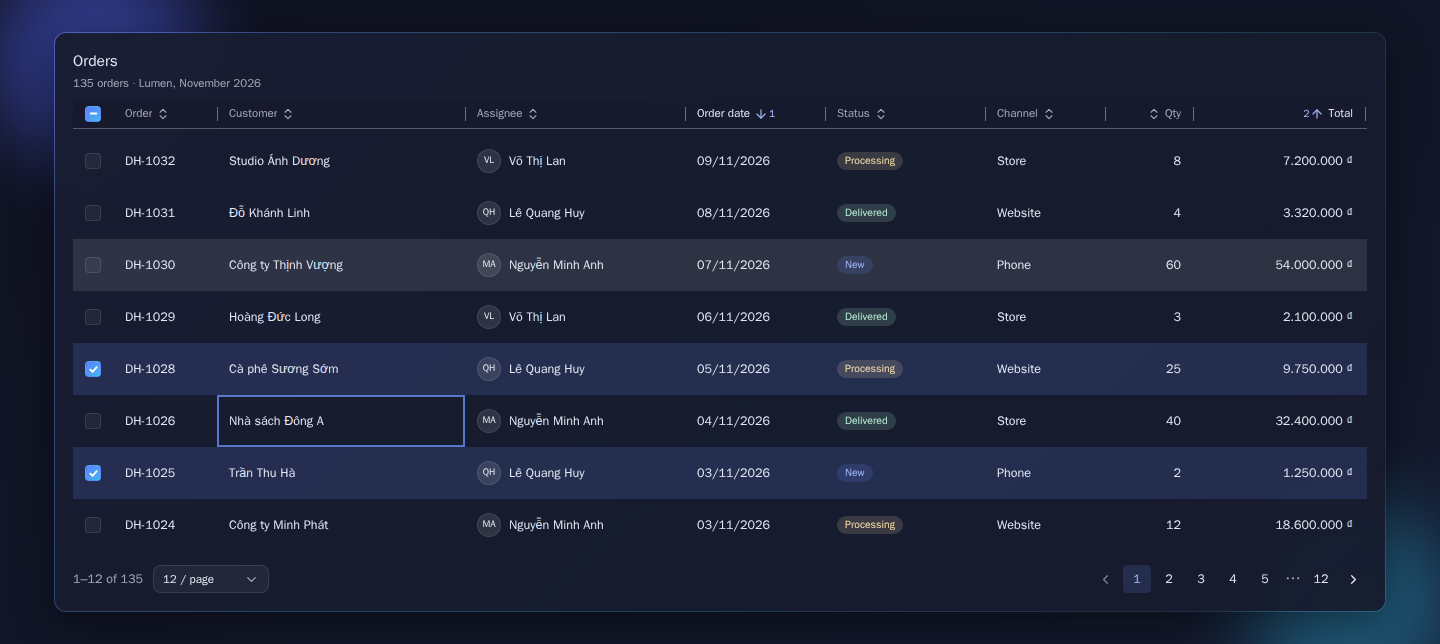 Orders
135 orders · Lumen, November 2026
Order Customer Assignee Order date 1 Status Channel Qty 2 Total
DH-1032 Studio Ánh Dương VL Võ Thị Lan 09/11/2026 Processing Store 8 7.200.000 ₫
DH-1031 Đỗ Khánh Linh QH Lê Quang Huy 08/11/2026 Delivered Website 4 3.320.000 ₫
DH-1030 Công ty Thịnh Vượng MA Nguyễn Minh Anh 07/11/2026 New Phone 60 54.000.000 ₫
DH-1029 Hoàng Đức Long VL Võ Thị Lan 06/11/2026 Delivered Store 3 2.100.000 ₫
DH-1028 Cà phê Sương Sớm QH Lê Quang Huy 05/11/2026 Processing Website 25 9.750.000 ₫
DH-1026 Nhà sách Đông A MA Nguyễn Minh Anh 04/11/2026 Delivered Store 40 32.400.000 ₫
DH-1025 Trần Thu Hà QH Lê Quang Huy 03/11/2026 New Phone 2 1.250.000 ₫
DH-1024 Công ty Minh Phát MA Nguyễn Minh Anh 03/11/2026 Processing Website 12 18.600.000 ₫
1–12 of 135 12 / page 1 2 3 4 5 ••• 12